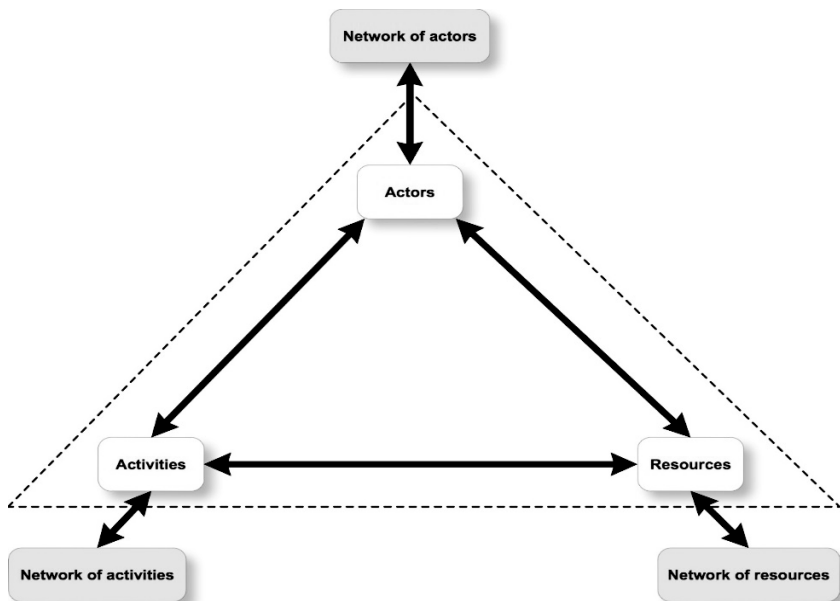 Network of actors
Actors
Activities
Resources
Network of activities
Network of resources